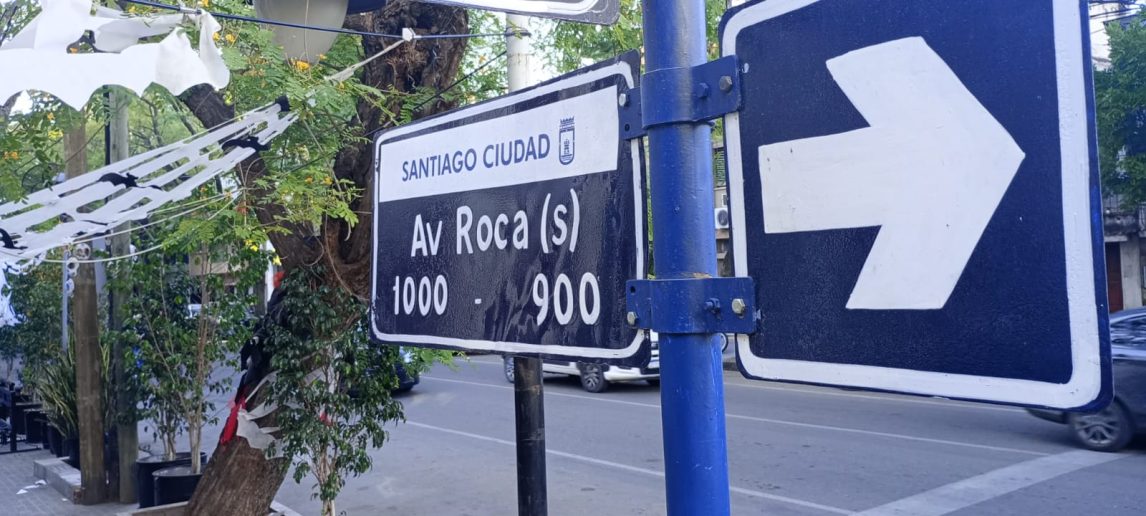 SANTIAGO CIUDAD
Av Roca (s)
1000 - 900